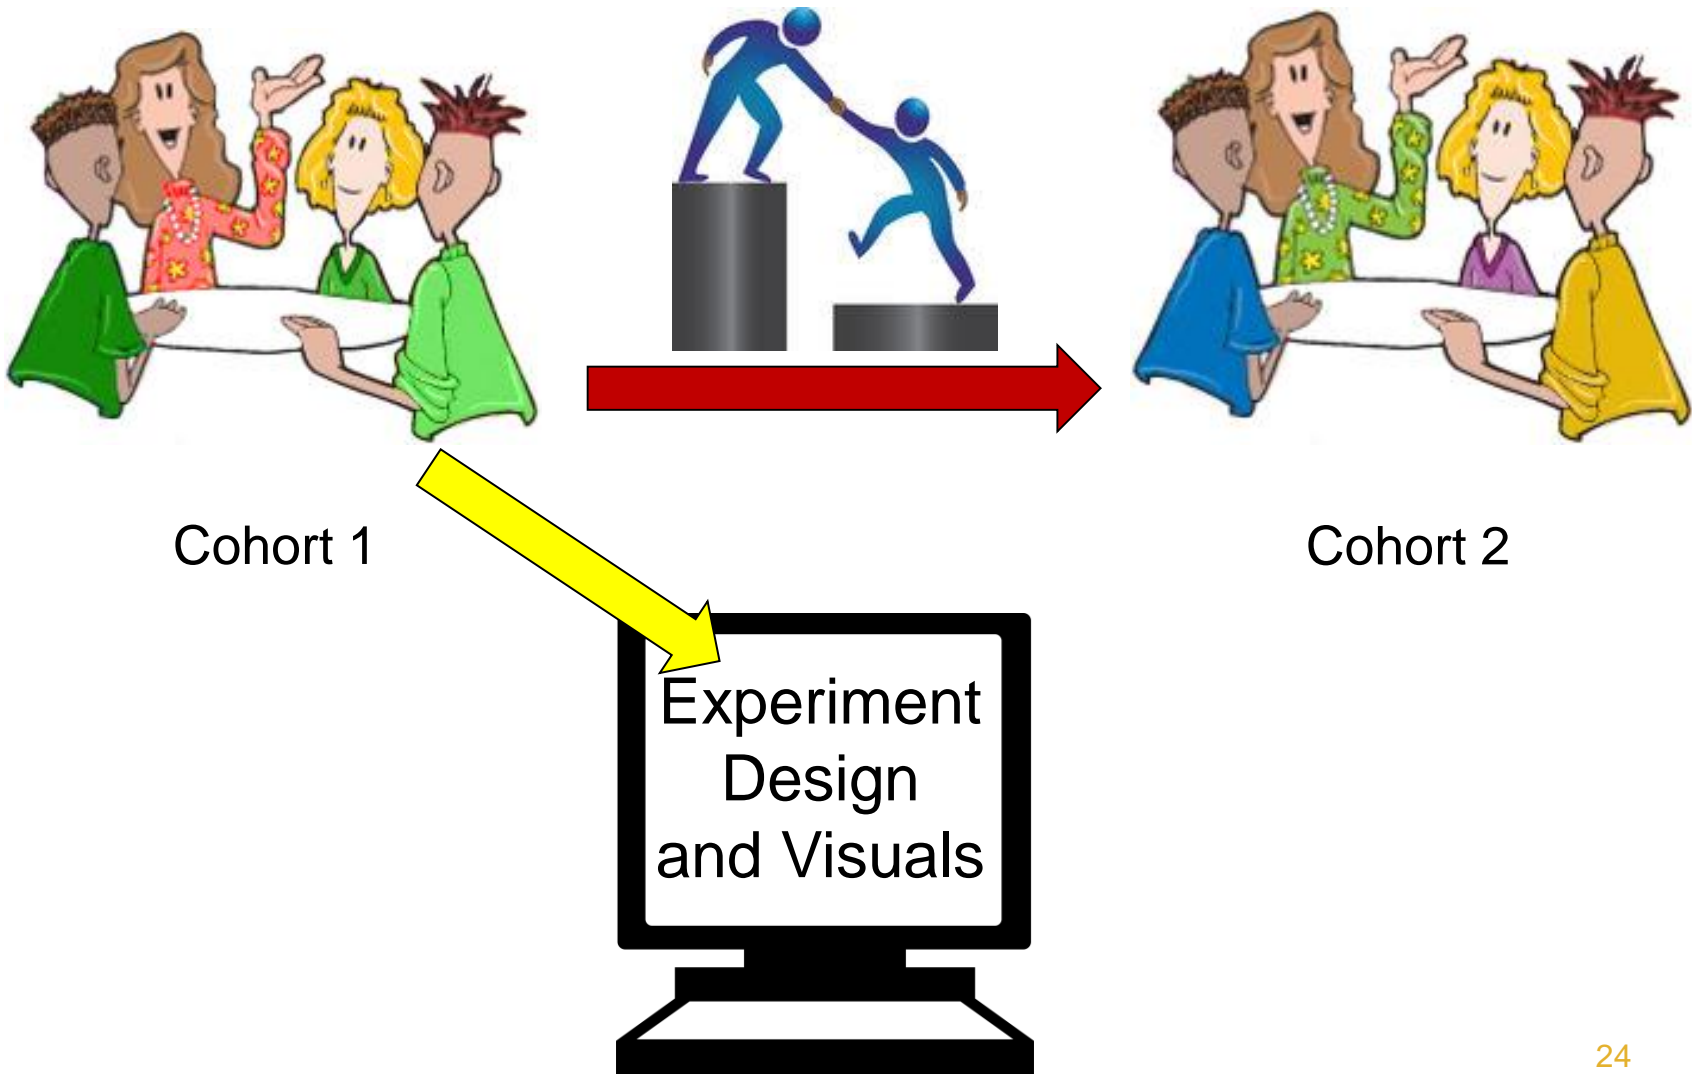 Cohort 1
Cohort 2
Experiment
Design
and Visuals
24